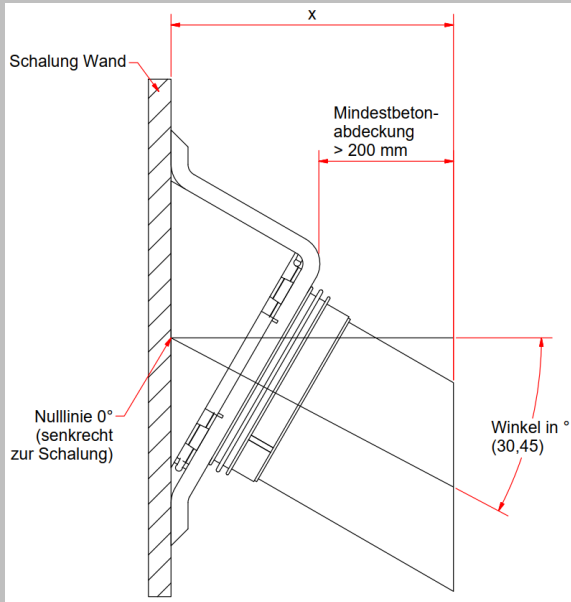 x
Schalung Wand
Mindestbeton-
abdeckung
> 200 mm
Nulllinie 0°
(senkrecht
zur Schalung)
Winkel in °
(30,45)